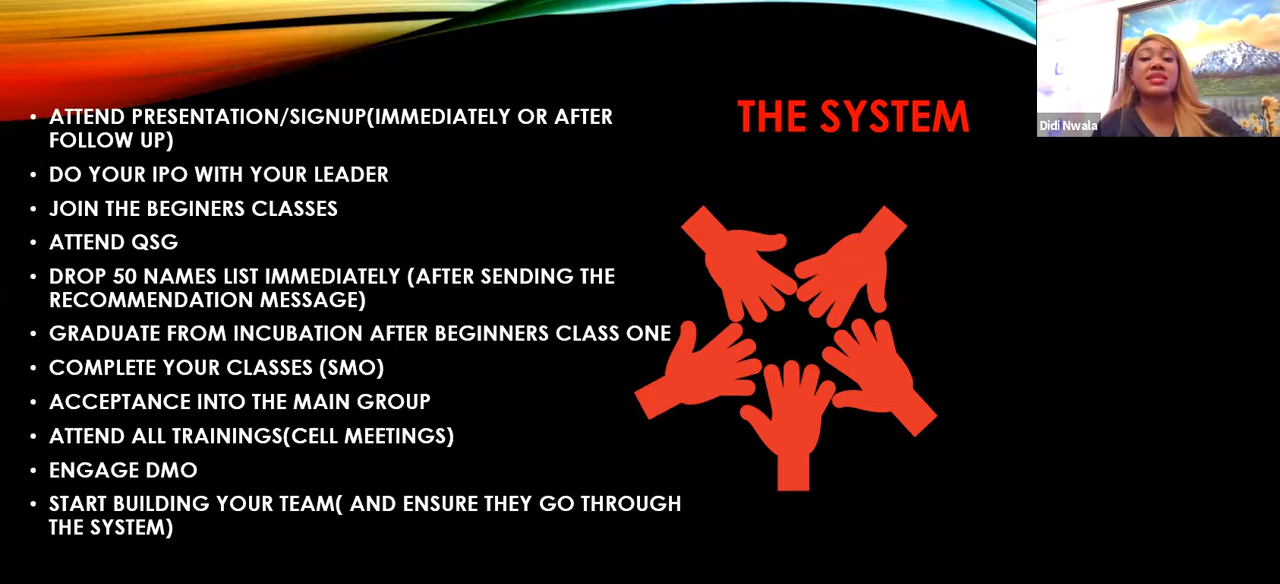 • ATTEND PRESENTATION/SIGNUP(IMMEDIATELY OR AFTER
FOLLOW UP)
• DO YOUR IPO WITH YOUR LEADER
• JOIN THE BEGINERS CLASSES
• ATTEND QSG
• DROP 50 NAMES LIST IMMEDIATELY (AFTER SENDING THE
RECOMMENDATION MESSAGE)
• GRADUATE FROM INCUBATION AFTER BEGINNERS CLASS ONE
• COMPLETE YOUR CLASSES (SMO)
• ACCEPTANCE INTO THE MAIN GROUP
• ATTEND ALL TRAININGS(CELL MEETINGS)
• ENGAGE DMO
• START BUILDING YOUR TEAM( AND ENSURE THEY GO THROUGH
THE SYSTEM)
THE SYSTEM
Didi Nwala